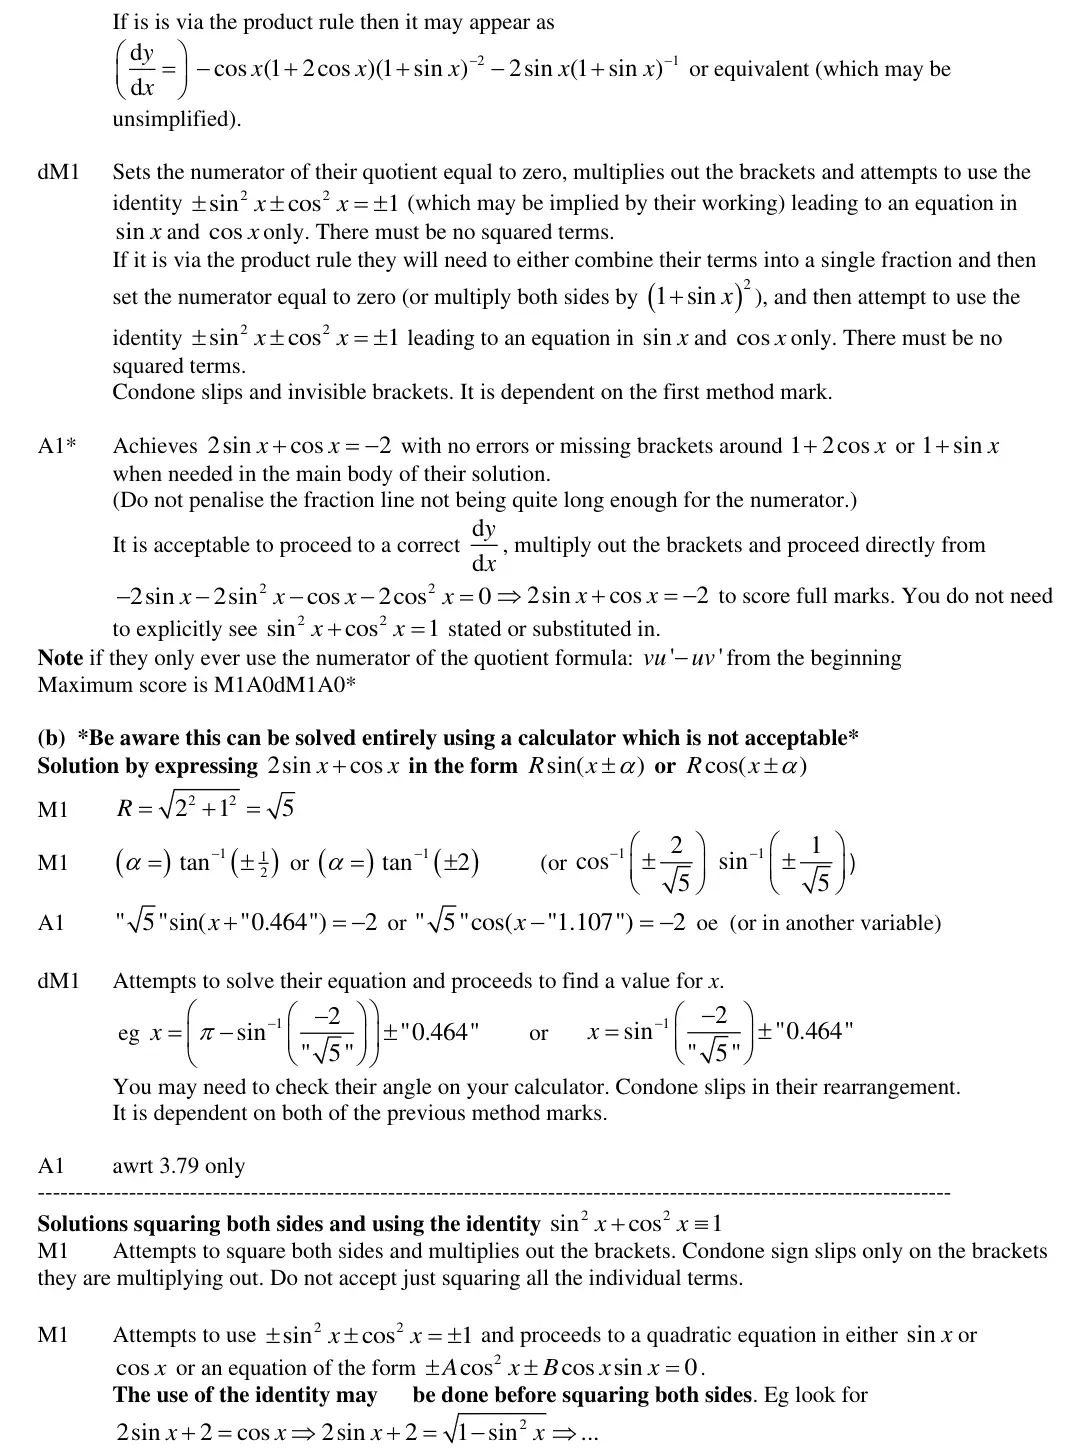 If is is via the product rule then it may appear as
(dy/dx =) − cos x(1 + 2cos x)(1 + sin x)⁻² − 2sin x(1 + sin x)⁻¹ or equivalent (which may be
unsimplified).
dM1 Sets the numerator of their quotient equal to zero, multiplies out the brackets and attempts to use the
identity ±sin² x ± cos² x = ±1 (which may be implied by their working) leading to an equation in
sin x and cos x only. There must be no squared terms.
If it is via the product rule they will need to either combine their terms into a single fraction and then
set the numerator equal to zero (or multiply both sides by (1 + sin x)²), and then attempt to use the
identity ±sin² x ± cos² x = ±1 leading to an equation in sin x and cos x only. There must be no
squared terms.
Condone slips and invisible brackets. It is dependent on the first method mark.
A1* Achieves 2sin x + cos x = −2 with no errors or missing brackets around 1 + 2cos x or 1 + sin x
when needed in the main body of their solution.
(Do not penalise the fraction line not being quite long enough for the numerator.)
It is acceptable to proceed to a correct dy/dx, multiply out the brackets and proceed directly from
−2sin x − 2sin² x − cos x − 2cos² x = 0 ⇒ 2sin x + cos x = −2 to score full marks. You do not need
to explicitly see sin² x + cos² x = 1 stated or substituted in.
Note if they only ever use the numerator of the quotient formula: vu '− uv ' from the beginning
Maximum score is M1A0dM1A0*
(b) *Be aware this can be solved entirely using a calculator which is not acceptable*
Solution by expressing 2sin x + cos x in the form R sin(x ± α) or R cos(x ± α)
M1 R = √(2² + 1²) = √5
M1 (α =) tan⁻¹(±½) or (α =) tan⁻¹(±2) (or cos⁻¹(± 2/√5) sin⁻¹(± 1/√5))
A1 "√5"sin(x + "0.464") = −2 or "√5"cos(x − "1.107") = −2 oe (or in another variable)
dM1 Attempts to solve their equation and proceeds to find a value for x.
eg x = (π − sin⁻¹(−2/"√5")) ± "0.464" or x = sin⁻¹(−2/"√5") ± "0.464"
You may need to check their angle on your calculator. Condone slips in their rearrangement.
It is dependent on both of the previous method marks.
A1 awrt 3.79 only
------------------------------------------------------------------------------------------------------------------------
Solutions squaring both sides and using the identity sin² x + cos² x ≡ 1
M1 Attempts to square both sides and multiplies out the brackets. Condone sign slips only on the brackets
they are multiplying out. Do not accept just squaring all the individual terms.
M1 Attempts to use ±sin² x ± cos² x = ±1 and proceeds to a quadratic equation in either sin x or
cos x or an equation of the form ±A cos² x ± B cos x sin x = 0.
The use of the identity may be done before squaring both sides. Eg look for
2sin x + 2 = cos x ⇒ 2sin x + 2 = √(1 − sin² x) ⇒ ...